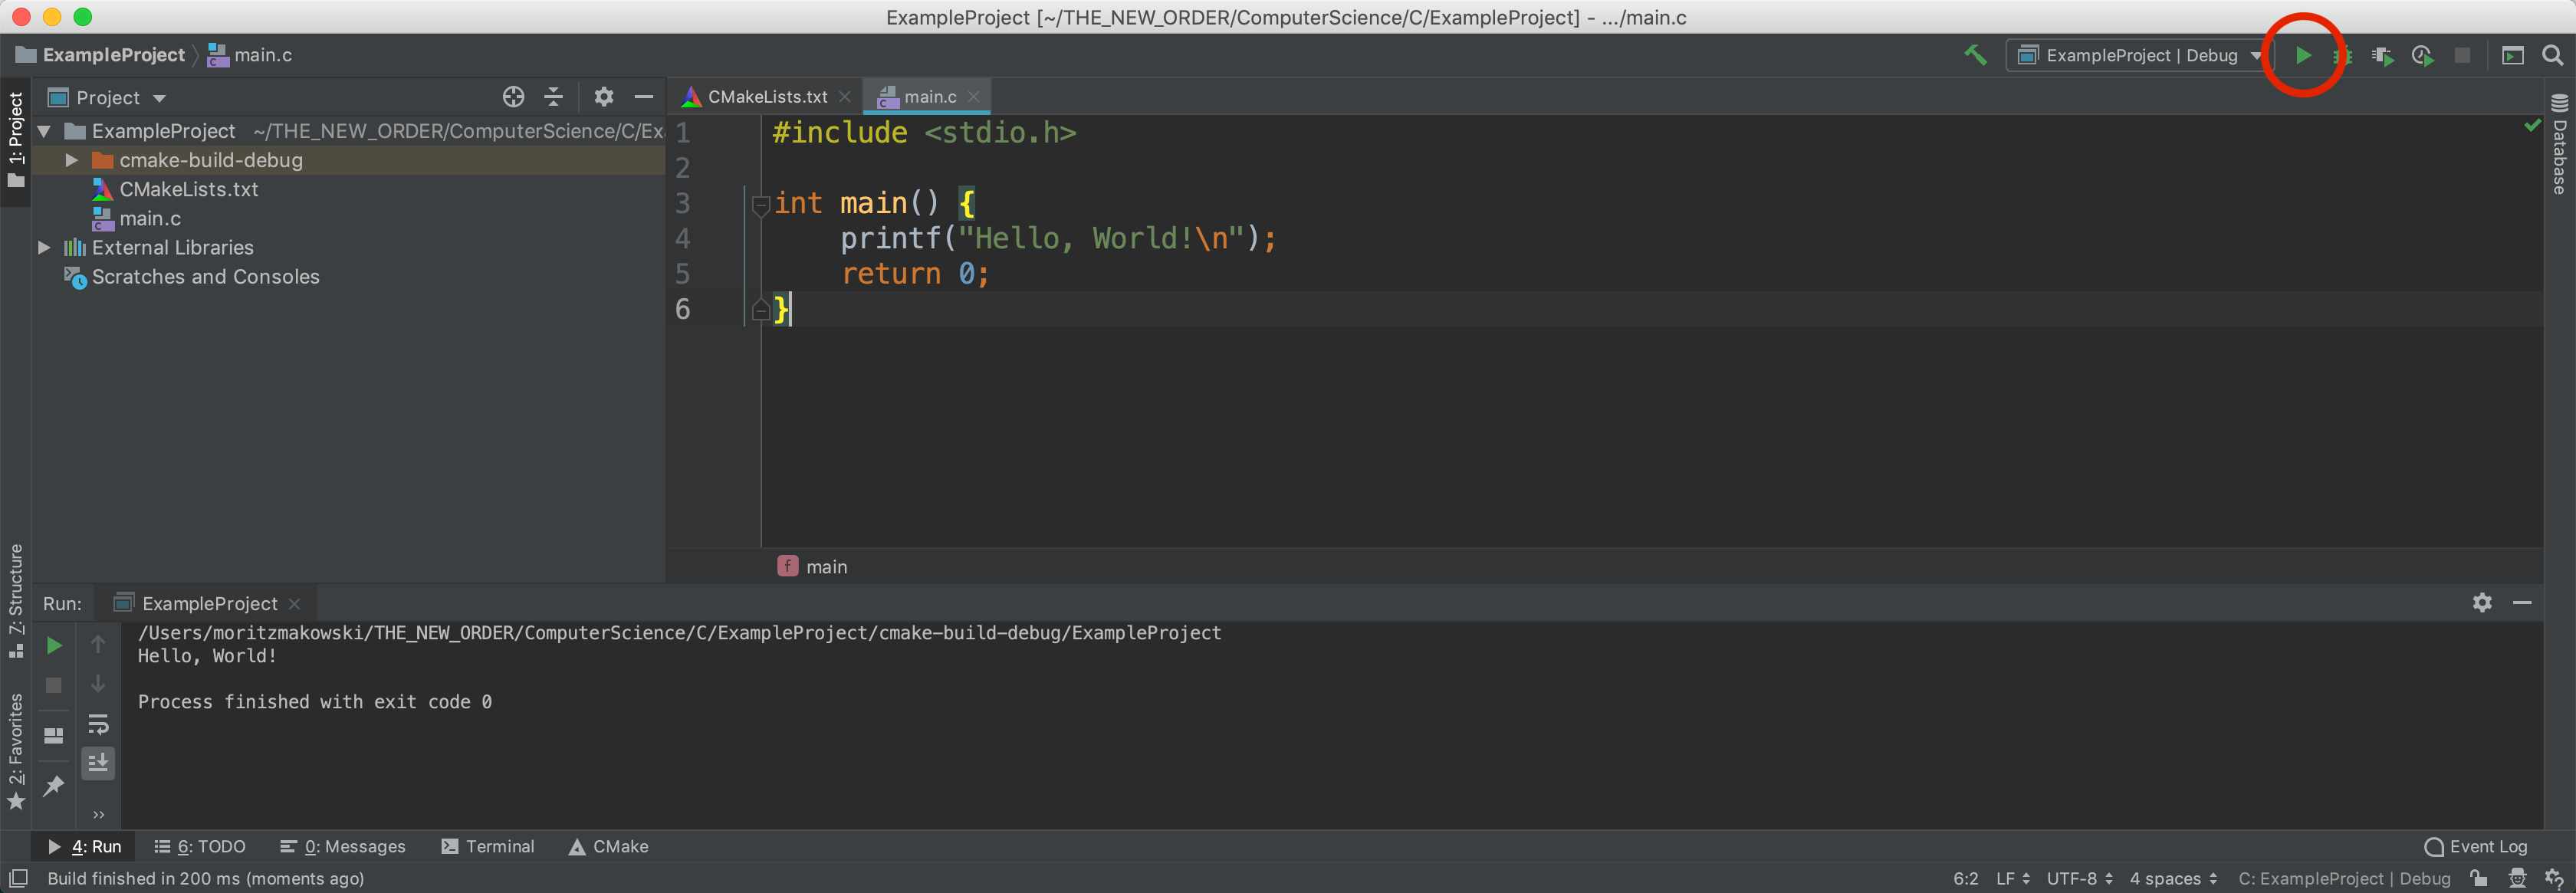 ExampleProject [~/THE_NEW_ORDER/ComputerScience/C/ExampleProject] - .../main.c
ExampleProject main.c
ExampleProject | Debug
1: Project
Project
CMakeLists.txt
main.c
ExampleProject ~/THE_NEW_ORDER/ComputerScience/C/Ex
cmake-build-debug
CMakeLists.txt
main.c
External Libraries
Scratches and Consoles
1 #include <stdio.h>
2
3 int main() {
4     printf("Hello, World!\n");
5     return 0;
6 }
main
Database
Z: Structure
2: Favorites
Run: ExampleProject
/Users/moritzmakowski/THE_NEW_ORDER/ComputerScience/C/ExampleProject/cmake-build-debug/ExampleProject
Hello, World!
Process finished with exit code 0
4: Run 6: TODO 0: Messages Terminal CMake Event Log
Build finished in 200 ms (moments ago) 6:2 LF UTF-8 4 spaces C: ExampleProject | Debug